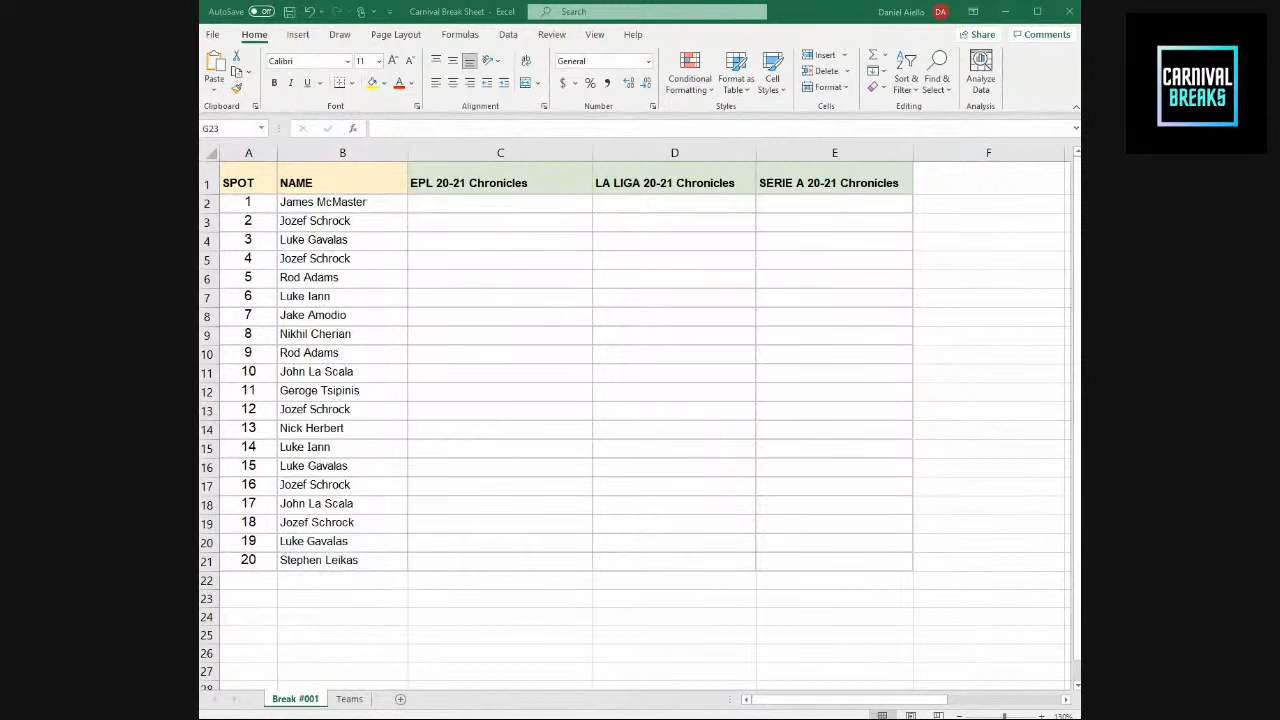 AutoSave Off Carnival Break Sheet - Excel Search Daniel Aiello DA
File Home Insert Draw Page Layout Formulas Data Review View Help Share Comments
Paste Calibri 11 B I U A General $ % Conditional Formatting Format as Table Cell Styles Insert Delete Format Sort & Filter Find & Select Analyze Data
Font Alignment Number Styles Cells Editing Analysis
CARNIVAL
BREAKS
G23 fx
A B C D E F
1 SPOT NAME EPL 20-21 Chronicles LA LIGA 20-21 Chronicles SERIE A 20-21 Chronicles
2 1 James McMaster
3 2 Jozef Schrock
4 3 Luke Gavalas
5 4 Jozef Schrock
6 5 Rod Adams
7 6 Luke Iann
8 7 Jake Amodio
9 8 Nikhil Cherian
10 9 Rod Adams
11 10 John La Scala
12 11 Geroge Tsipinis
13 12 Jozef Schrock
14 13 Nick Herbert
15 14 Luke Iann
16 15 Luke Gavalas
17 16 Jozef Schrock
18 17 John La Scala
19 18 Jozef Schrock
20 19 Luke Gavalas
21 20 Stephen Leikas
22
23
24
25
26
27
28
Break #001 Teams
130%